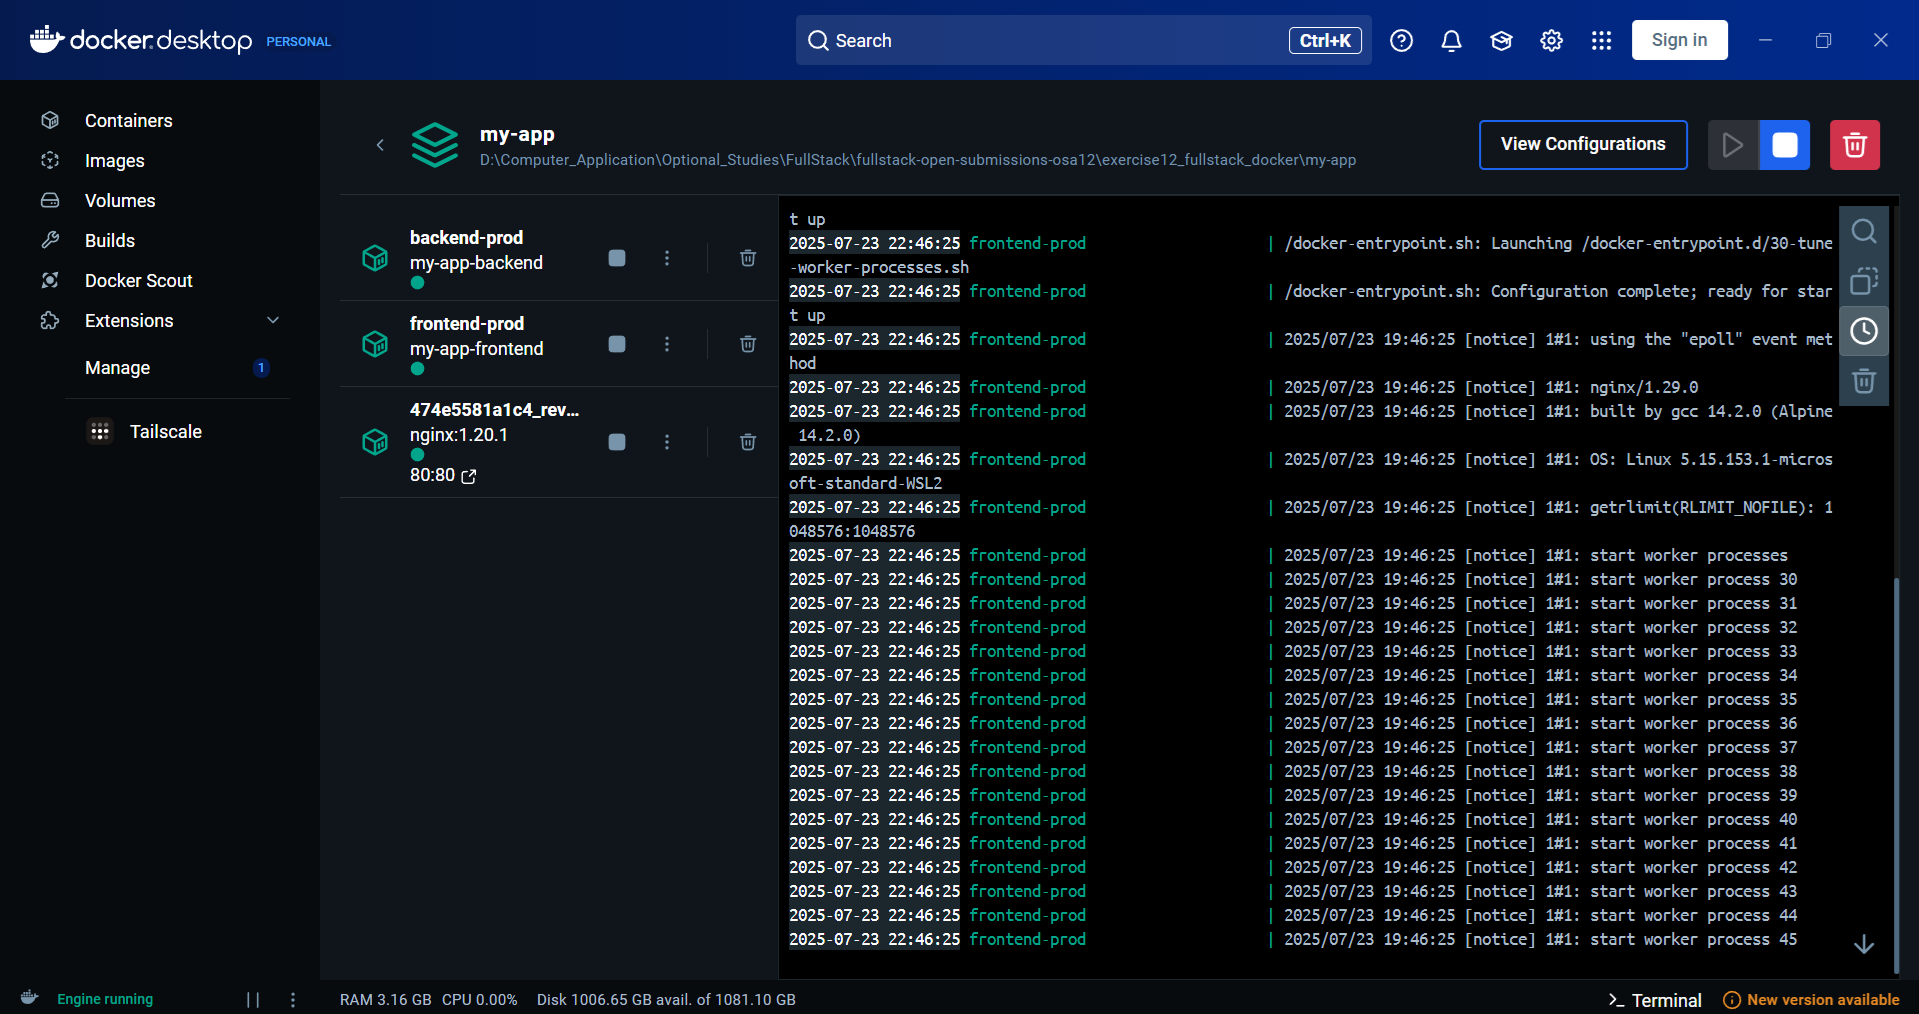 docker.desktop PERSONAL
Search
Ctrl+K
Sign in
Containers
Images
Volumes
Builds
Docker Scout
Extensions
Manage
1
Tailscale
my-app
D:\Computer_Application\Optional_Studies\FullStack\fullstack-open-submissions-osa12\exercise12_fullstack_docker\my-app
View Configurations
backend-prod
my-app-backend
frontend-prod
my-app-frontend
474e5581a1c4_rev...
nginx:1.20.1
80:80
t up
2025-07-23 22:46:25 frontend-prod | /docker-entrypoint.sh: Launching /docker-entrypoint.d/30-tune
-worker-processes.sh
2025-07-23 22:46:25 frontend-prod | /docker-entrypoint.sh: Configuration complete; ready for star
t up
2025-07-23 22:46:25 frontend-prod | 2025/07/23 19:46:25 [notice] 1#1: using the "epoll" event met
hod
2025-07-23 22:46:25 frontend-prod | 2025/07/23 19:46:25 [notice] 1#1: nginx/1.29.0
2025-07-23 22:46:25 frontend-prod | 2025/07/23 19:46:25 [notice] 1#1: built by gcc 14.2.0 (Alpine
14.2.0)
2025-07-23 22:46:25 frontend-prod | 2025/07/23 19:46:25 [notice] 1#1: OS: Linux 5.15.153.1-micros
oft-standard-WSL2
2025-07-23 22:46:25 frontend-prod | 2025/07/23 19:46:25 [notice] 1#1: getrlimit(RLIMIT_NOFILE): 1
048576:1048576
2025-07-23 22:46:25 frontend-prod | 2025/07/23 19:46:25 [notice] 1#1: start worker processes
2025-07-23 22:46:25 frontend-prod | 2025/07/23 19:46:25 [notice] 1#1: start worker process 30
2025-07-23 22:46:25 frontend-prod | 2025/07/23 19:46:25 [notice] 1#1: start worker process 31
2025-07-23 22:46:25 frontend-prod | 2025/07/23 19:46:25 [notice] 1#1: start worker process 32
2025-07-23 22:46:25 frontend-prod | 2025/07/23 19:46:25 [notice] 1#1: start worker process 33
2025-07-23 22:46:25 frontend-prod | 2025/07/23 19:46:25 [notice] 1#1: start worker process 34
2025-07-23 22:46:25 frontend-prod | 2025/07/23 19:46:25 [notice] 1#1: start worker process 35
2025-07-23 22:46:25 frontend-prod | 2025/07/23 19:46:25 [notice] 1#1: start worker process 36
2025-07-23 22:46:25 frontend-prod | 2025/07/23 19:46:25 [notice] 1#1: start worker process 37
2025-07-23 22:46:25 frontend-prod | 2025/07/23 19:46:25 [notice] 1#1: start worker process 38
2025-07-23 22:46:25 frontend-prod | 2025/07/23 19:46:25 [notice] 1#1: start worker process 39
2025-07-23 22:46:25 frontend-prod | 2025/07/23 19:46:25 [notice] 1#1: start worker process 40
2025-07-23 22:46:25 frontend-prod | 2025/07/23 19:46:25 [notice] 1#1: start worker process 41
2025-07-23 22:46:25 frontend-prod | 2025/07/23 19:46:25 [notice] 1#1: start worker process 42
2025-07-23 22:46:25 frontend-prod | 2025/07/23 19:46:25 [notice] 1#1: start worker process 43
2025-07-23 22:46:25 frontend-prod | 2025/07/23 19:46:25 [notice] 1#1: start worker process 44
2025-07-23 22:46:25 frontend-prod | 2025/07/23 19:46:25 [notice] 1#1: start worker process 45
Engine running
RAM 3.16 GB CPU 0.00% Disk 1006.65 GB avail. of 1081.10 GB
Terminal
New version available